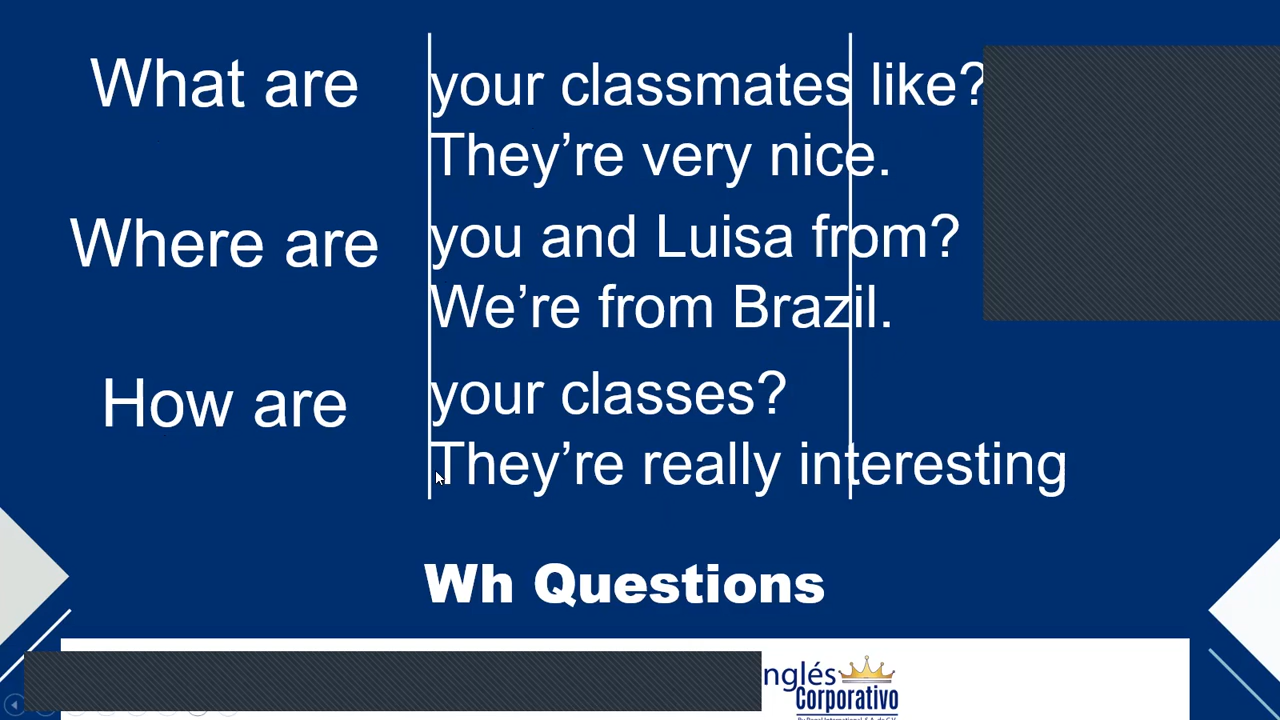 What are your classmates like?
They’re very nice.
Where are you and Luisa from?
We’re from Brazil.
How are your classes?
They’re really interesting
Wh Questions
nglés
Corporativo